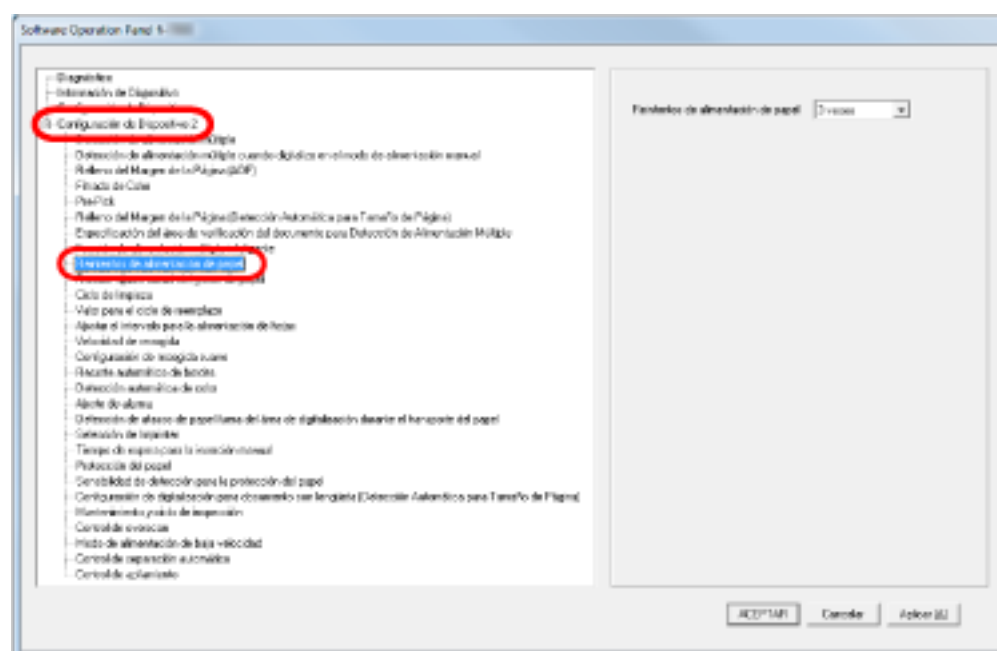 Software Operation Panel fi-
Diagnóstico
Información de Dispositivo
Configuración de Dispositivo 2
múltiple
Detección de alimentación múltiple cuando digitaliza en el modo de alimentación manual
Relleno del Margen de la Página(ADF)
Filtrado de Color
Pre-Pick
Relleno del Margen de la Página(Detección Automática para Tamaño de Página)
Especificación del área de verificación del documento para Detección de Alimentación Múltiple
Reintentos de alimentación de papel
Reintentos de alimentación de papel
3 veces
Ciclo de limpieza
Valor para el ciclo de reemplazo
Ajustar el intervalo para la alimentación de hojas
Velocidad de recogida
Configuración de recogida suave
Recorte automático de bordes
Detección automática de color
Ajuste de alarma
Detección de atasco de papel fuera del área de digitalización durante el transporte del papel
Selección de Imprinter
Tiempo de espera para la inserción manual
Protección del papel
Sensibilidad de detección para la protección del papel
Configuración de digitalización para documento con lengüeta (Detección Automática para Tamaño de Página)
Mantenimiento y ciclo de inspección
Control de overscan
Modo de alimentación de baja velocidad
Control de separación automática
Control de apilamiento
ACEPTAR
Cancelar
Aplicar (A)